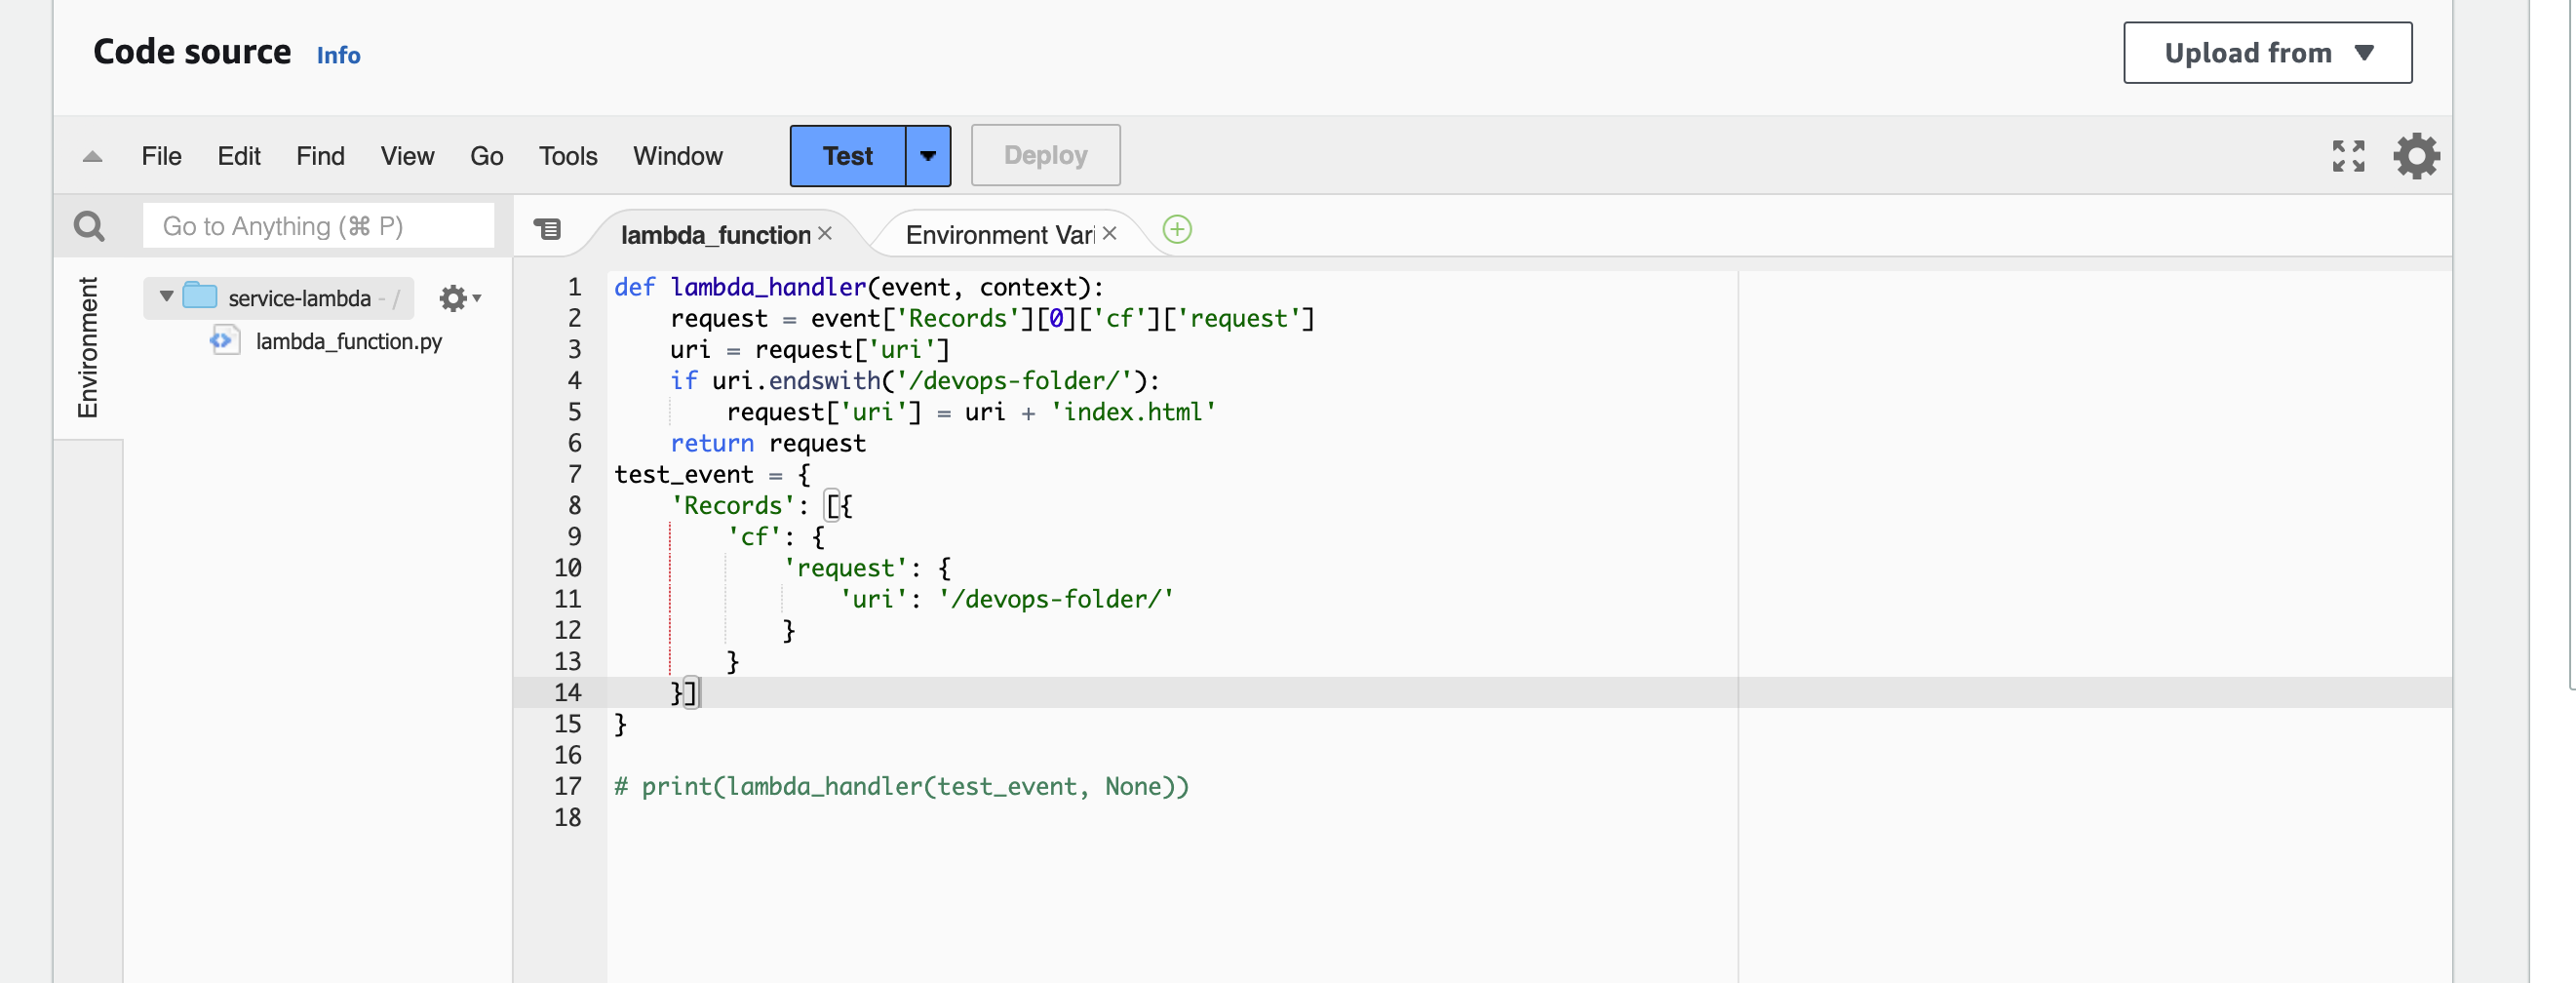 Code source Info
Upload from
File Edit Find View Go Tools Window Test Deploy
Go to Anything (⌘ P)
lambda_function
Environment Vari
Environment
service-lambda - /
lambda_function.py
1 def lambda_handler(event, context):
2     request = event['Records'][0]['cf']['request']
3     uri = request['uri']
4     if uri.endswith('/devops-folder/'):
5         request['uri'] = uri + 'index.html'
6     return request
7 test_event = {
8     'Records': [{
9         'cf': {
10             'request': {
11                 'uri': '/devops-folder/'
12             }
13         }
14     }]
15 }
16
17 # print(lambda_handler(test_event, None))
18